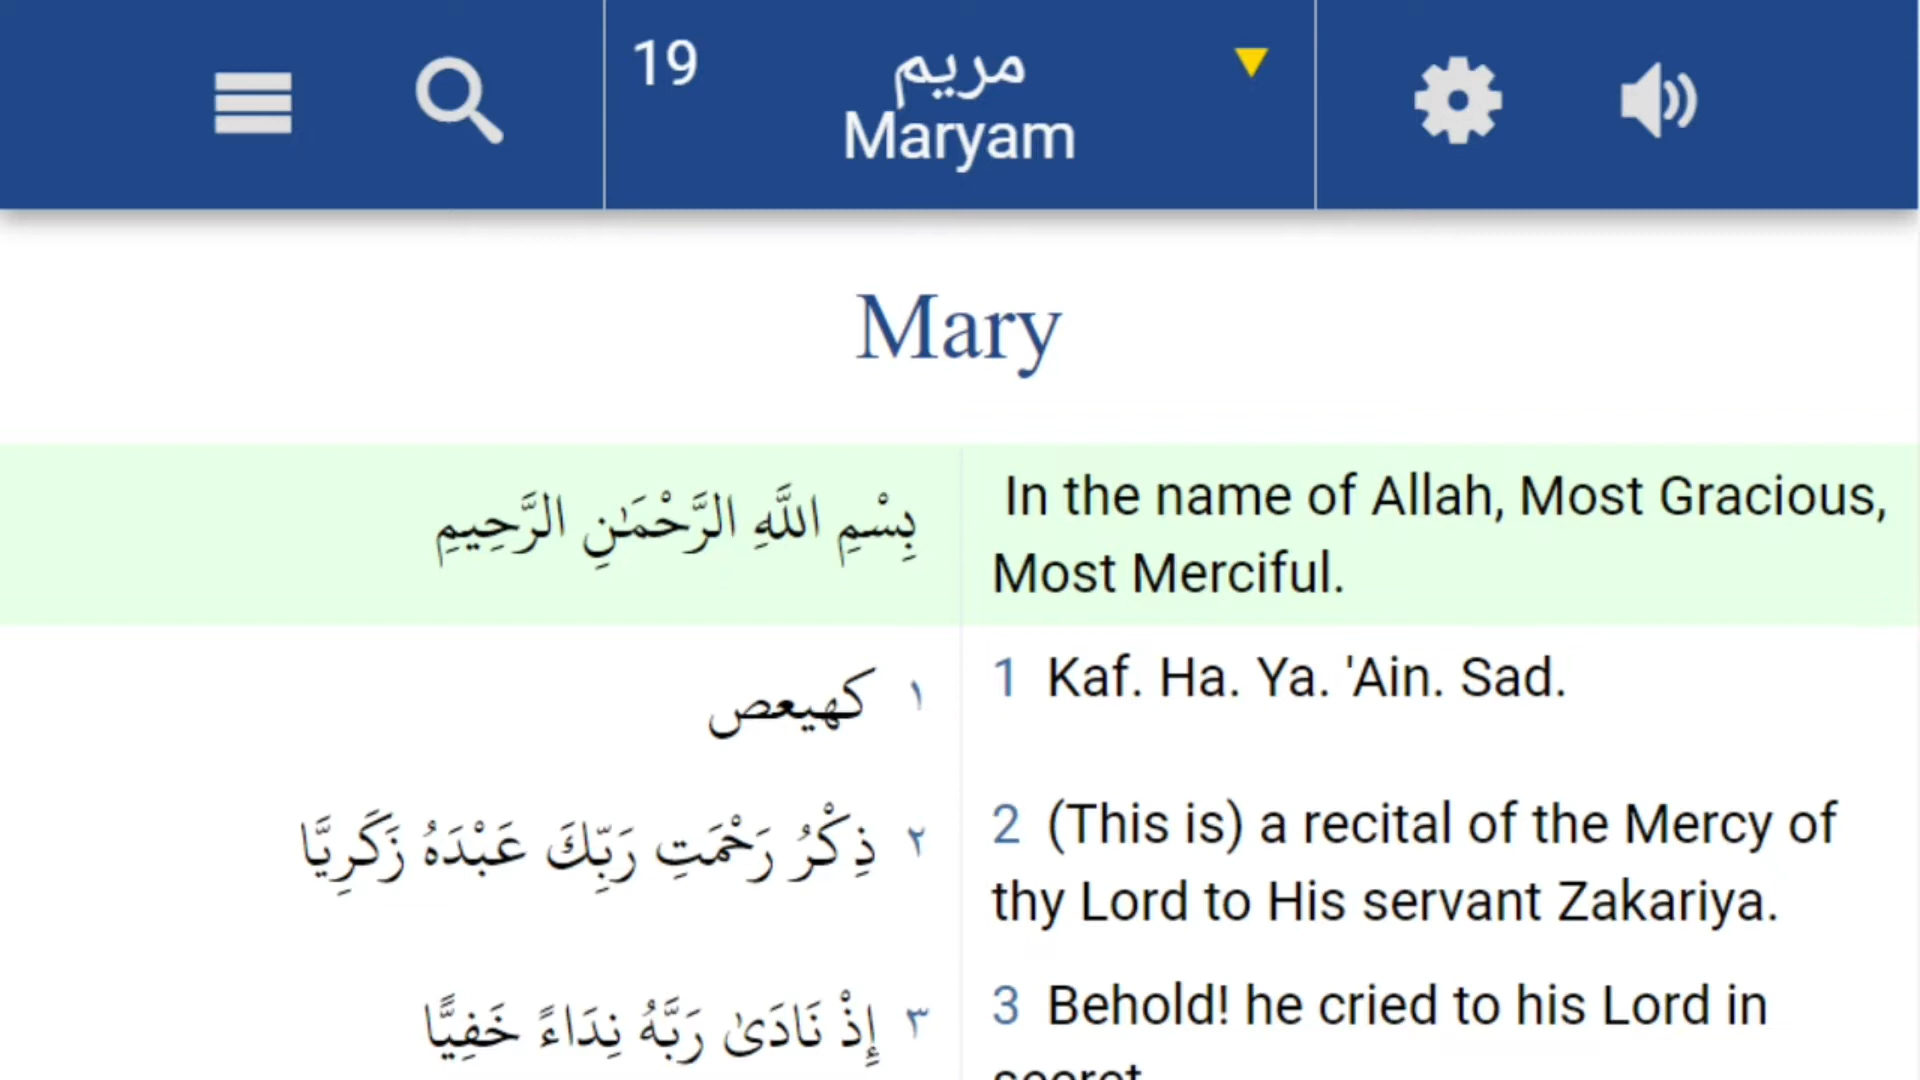 19
مريم
Maryam
Mary
بِسْمِ اللَّهِ الرَّحْمَٰنِ الرَّحِيمِ
In the name of Allah, Most Gracious,
Most Merciful.
١ كهيعص
1 Kaf. Ha. Ya. 'Ain. Sad.
٢ ذِكْرُ رَحْمَتِ رَبِّكَ عَبْدَهُ زَكَرِيَّا
2 (This is) a recital of the Mercy of
thy Lord to His servant Zakariya.
٣ إِذْ نَادَىٰ رَبَّهُ نِدَاءً خَفِيًّا
3 Behold! he cried to his Lord in
secret